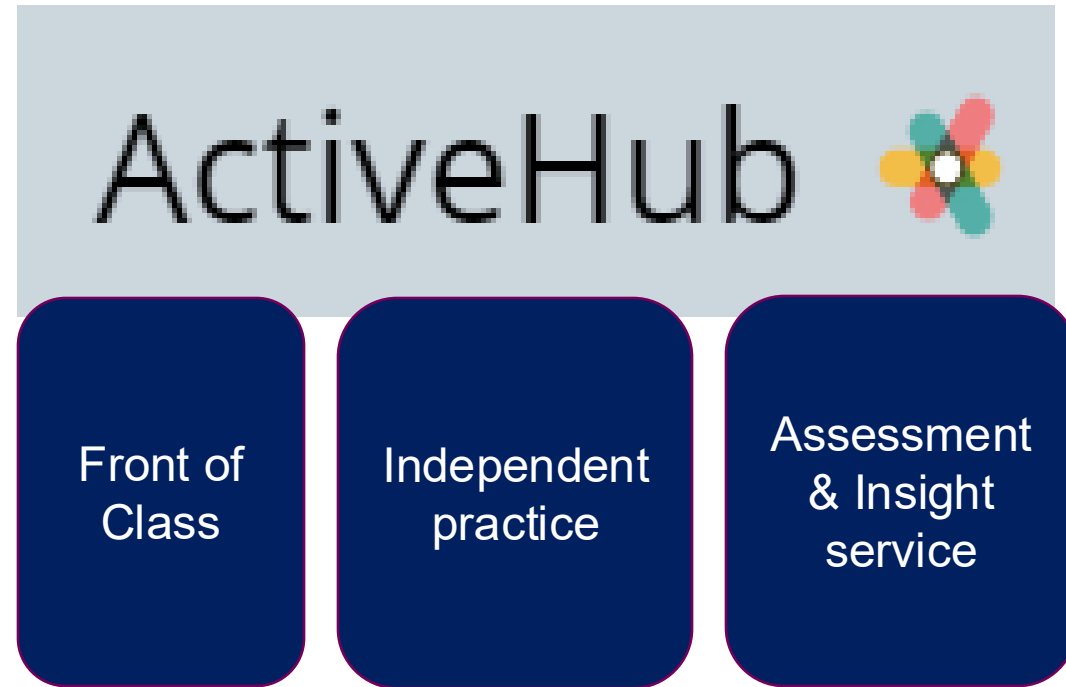 ActiveHub
Front of
Class
Independent
practice
Assessment
& Insight
service